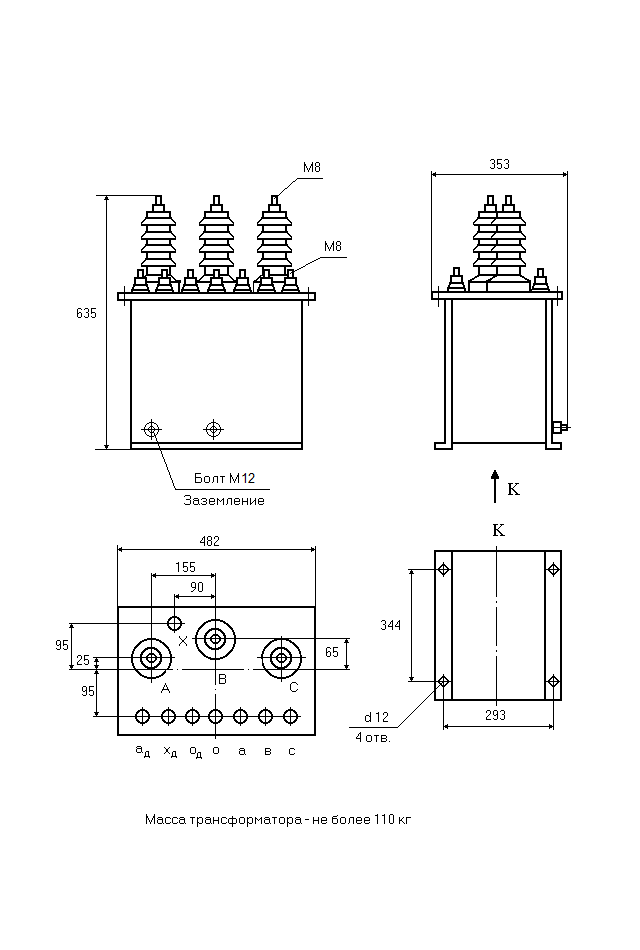 М8
М8
635
Болт М12
Заземление
353
К
К
482
155
90
95
25
95
65
X
A
B
C
aд xд oд o a в c
344
d 12
4 отв.
293
Масса трансформатора - не более 110 кг